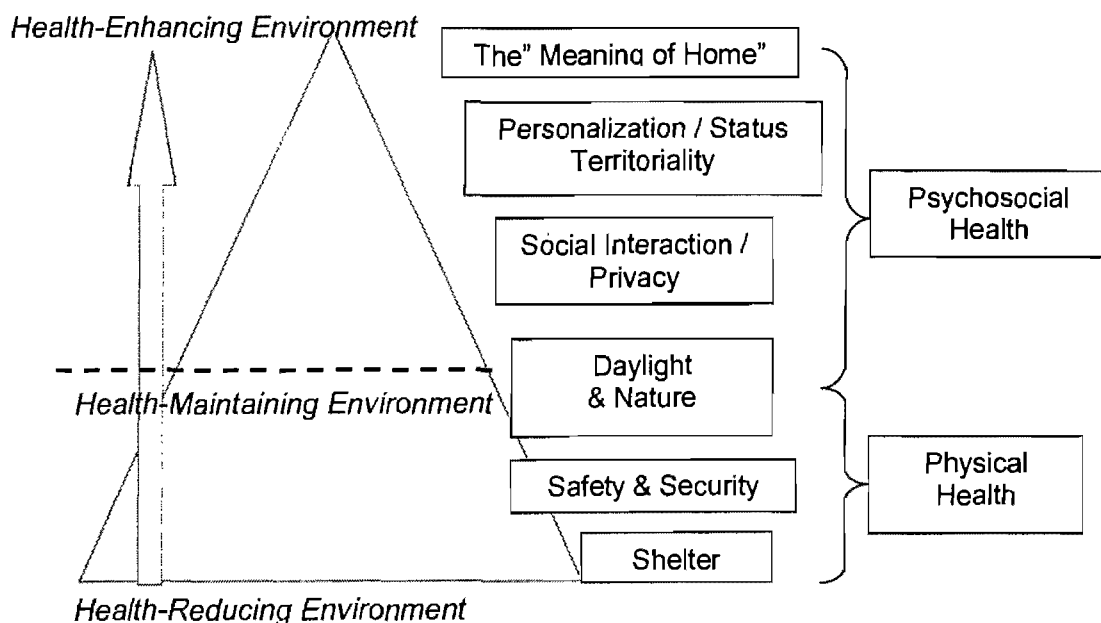 Health-Enhancing Environment
The” Meaning of Home”
Personalization / Status
Territoriality
Psychosocial
Health
Social Interaction /
Privacy
Daylight
& Nature
Health-Maintaining Environment
Physical
Health
Safety & Security
Shelter
Health-Reducing Environment